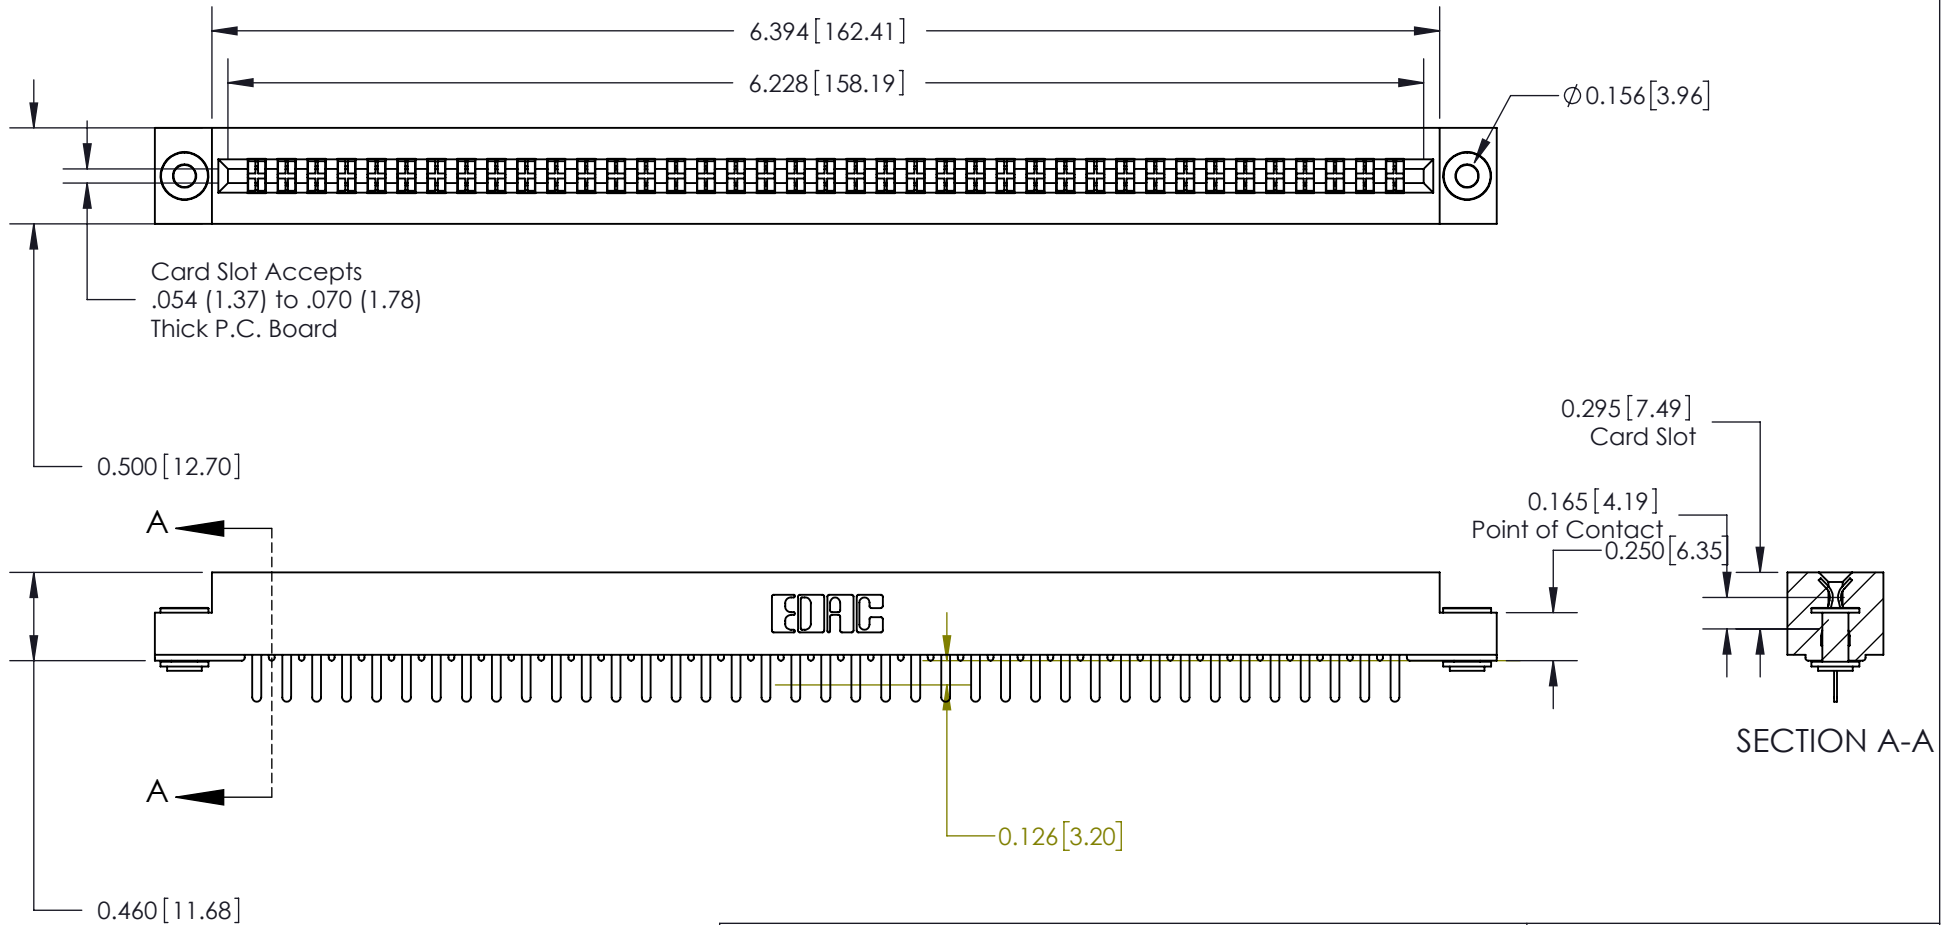 6.394[162.41]
6.228[158.19]
Ø0.156[3.96]
Card Slot Accepts
.054 (1.37) to .070 (1.78)
Thick P.C. Board
0.500[12.70]
0.295[7.49]
Card Slot
0.165[4.19]
Point of Contact
0.250[6.35]
A
EDAC
SECTION A-A
A
0.126[3.20]
0.460[11.68]